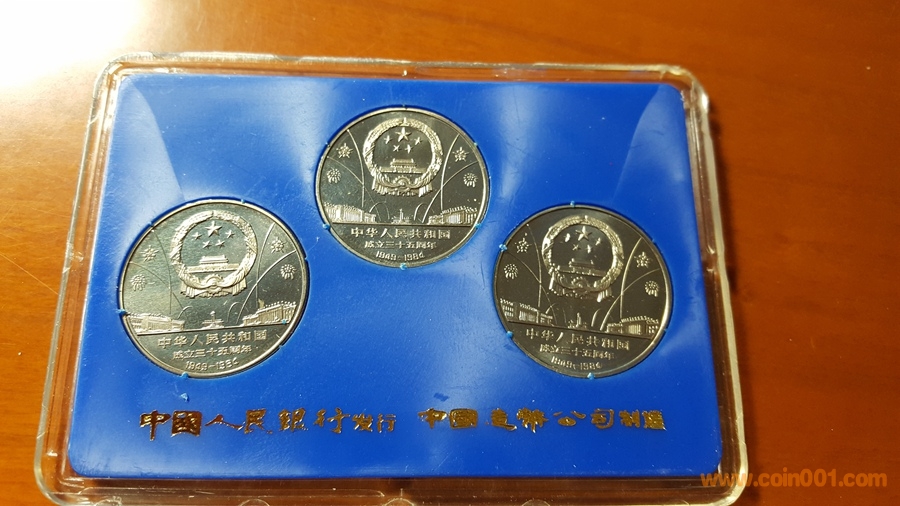 中华人民共和国
成立三十五周年
1949-1984
中华人民共和国
成立三十五周年
1949-1984
中华人民共和国
成立三十五周年
1949-1984
中國人民银行发行 中國造幣公司制造
www.coin001.com